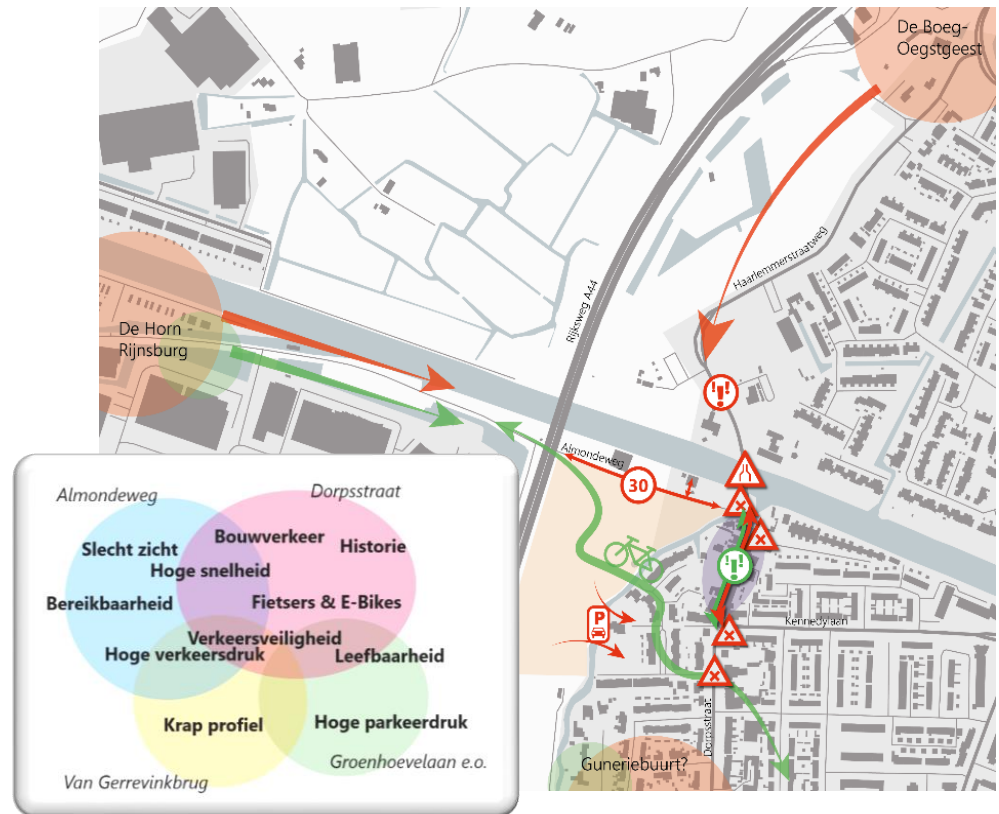 De Boeg-
Oegstgeest
Haarlemmerstraatweg
Rijksweg A44
De Horn
Rijnsburg
Almondeweg
30
P
Kennedylaan
Dorpsstraat
Guneriebuurt?
Almondeweg
Dorpsstraat
Slecht zicht
Bouwverkeer
Historie
Hoge snelheid
Bereikbaarheid
Fietsers & E-Bikes
Verkeersveiligheid
Hoge verkeersdruk
Leefbaarheid
Krap profiel
Hoge parkeerdruk
Groenhoevelaan e.o.
Van Gerrevinkbrug